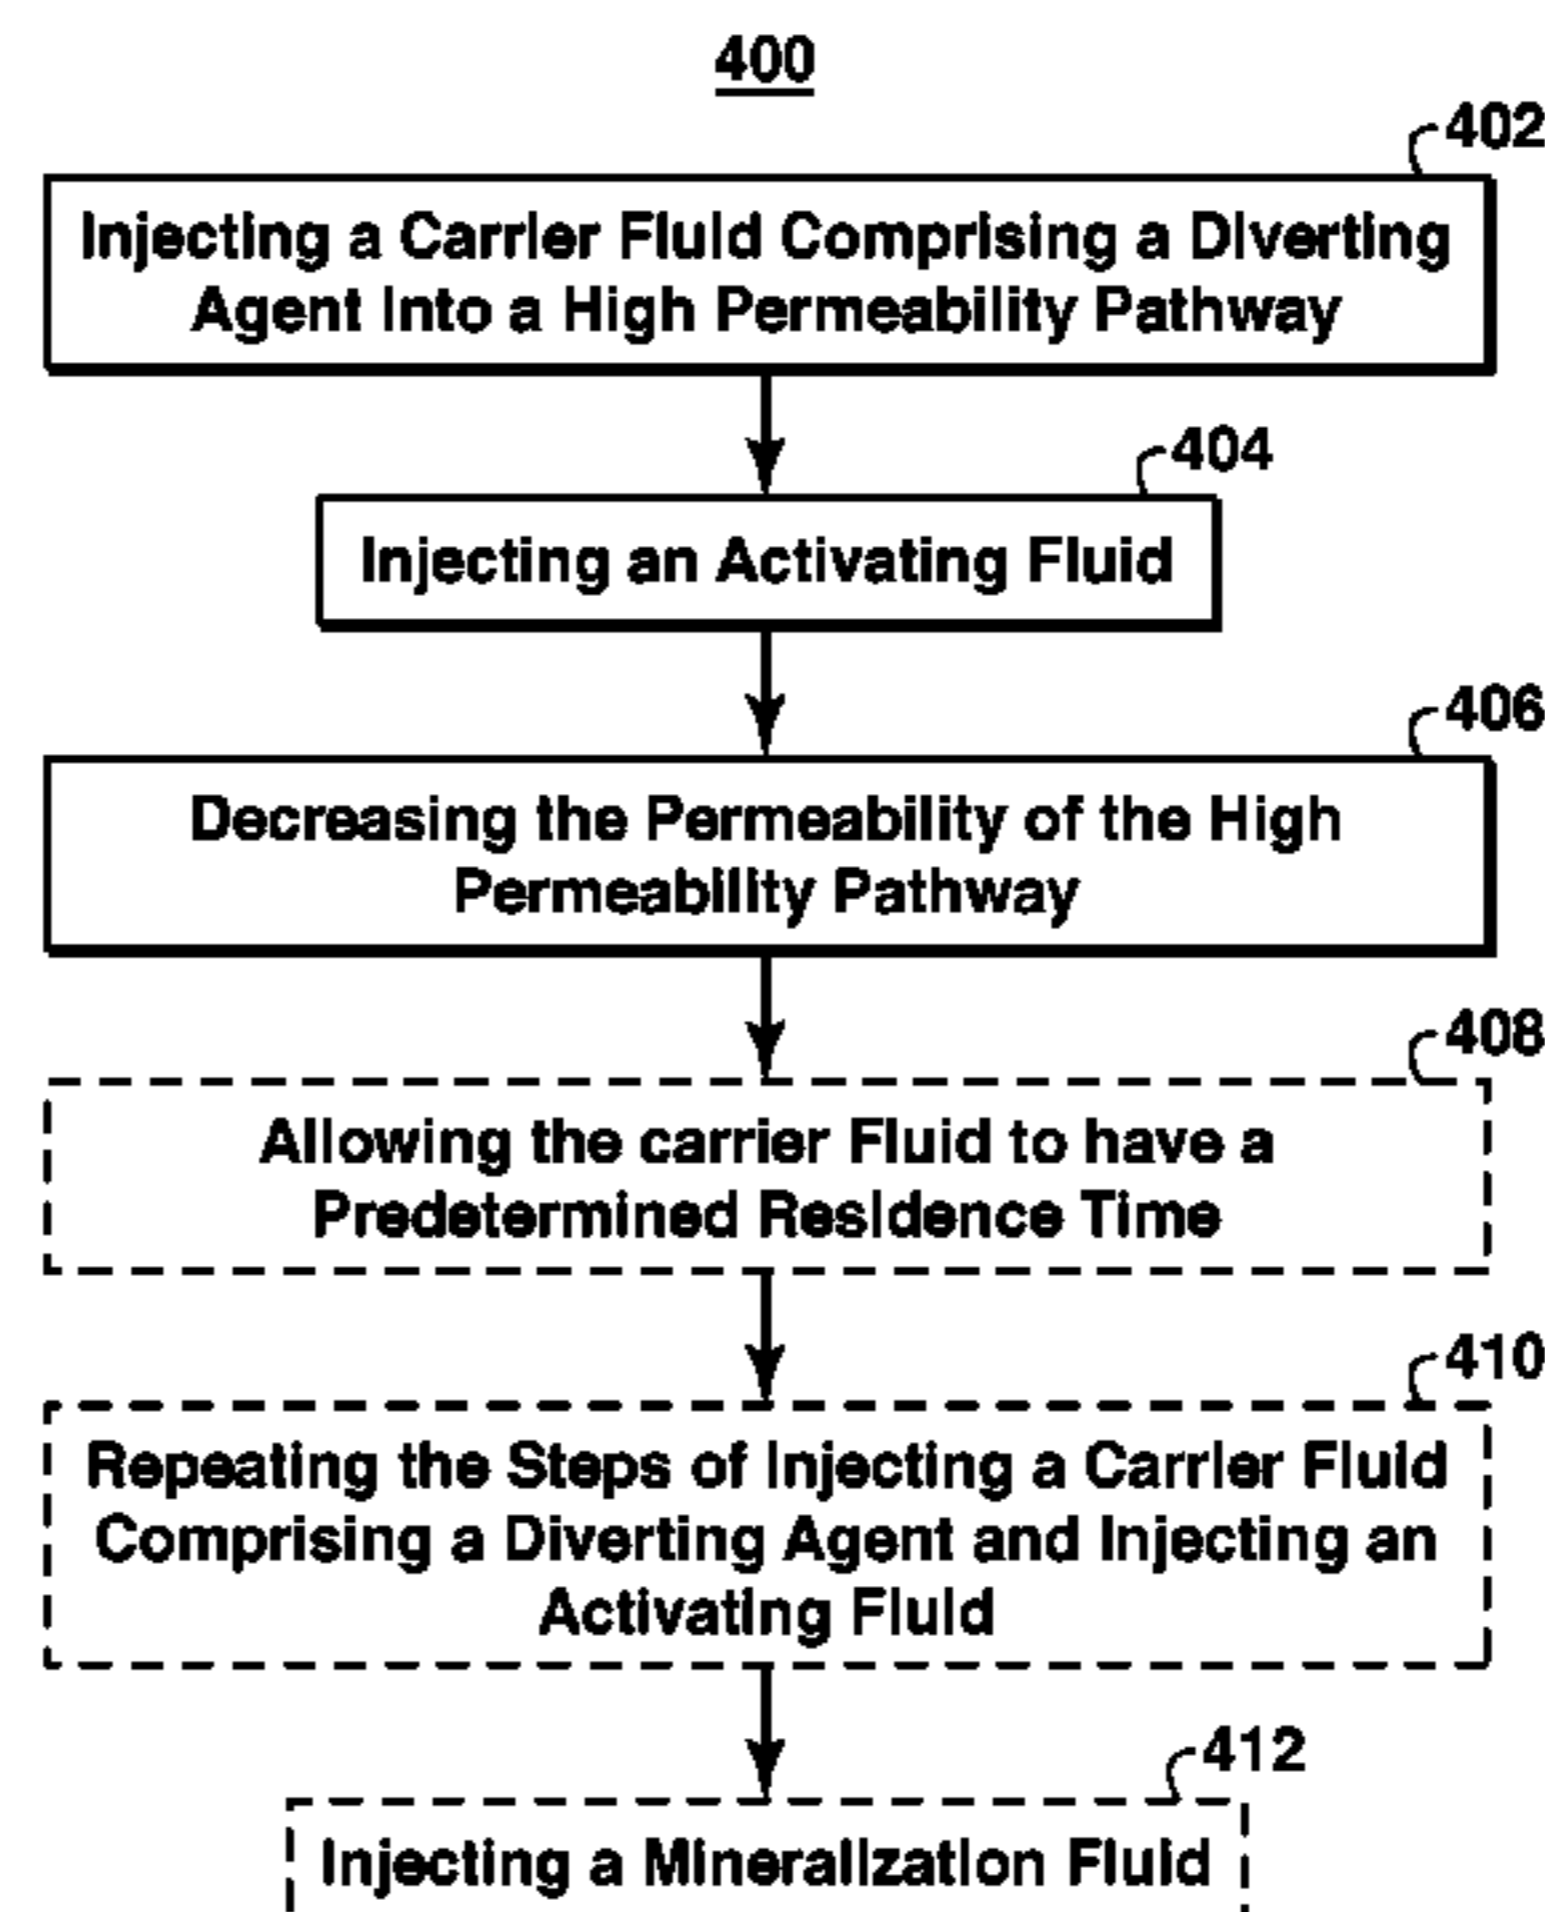 400
402
Injecting a Carrier Fluid Comprising a Diverting
Agent Into a High Permeability Pathway
404
Injecting an Activating Fluid
406
Decreasing the Permeability of the High
Permeability Pathway
408
Allowing the carrier Fluid to have a
Predetermined Residence Time
410
Repeating the Steps of Injecting a Carrier Fluid
Comprising a Diverting Agent and Injecting an
Activating Fluid
412
Injecting a Mineralization Fluid